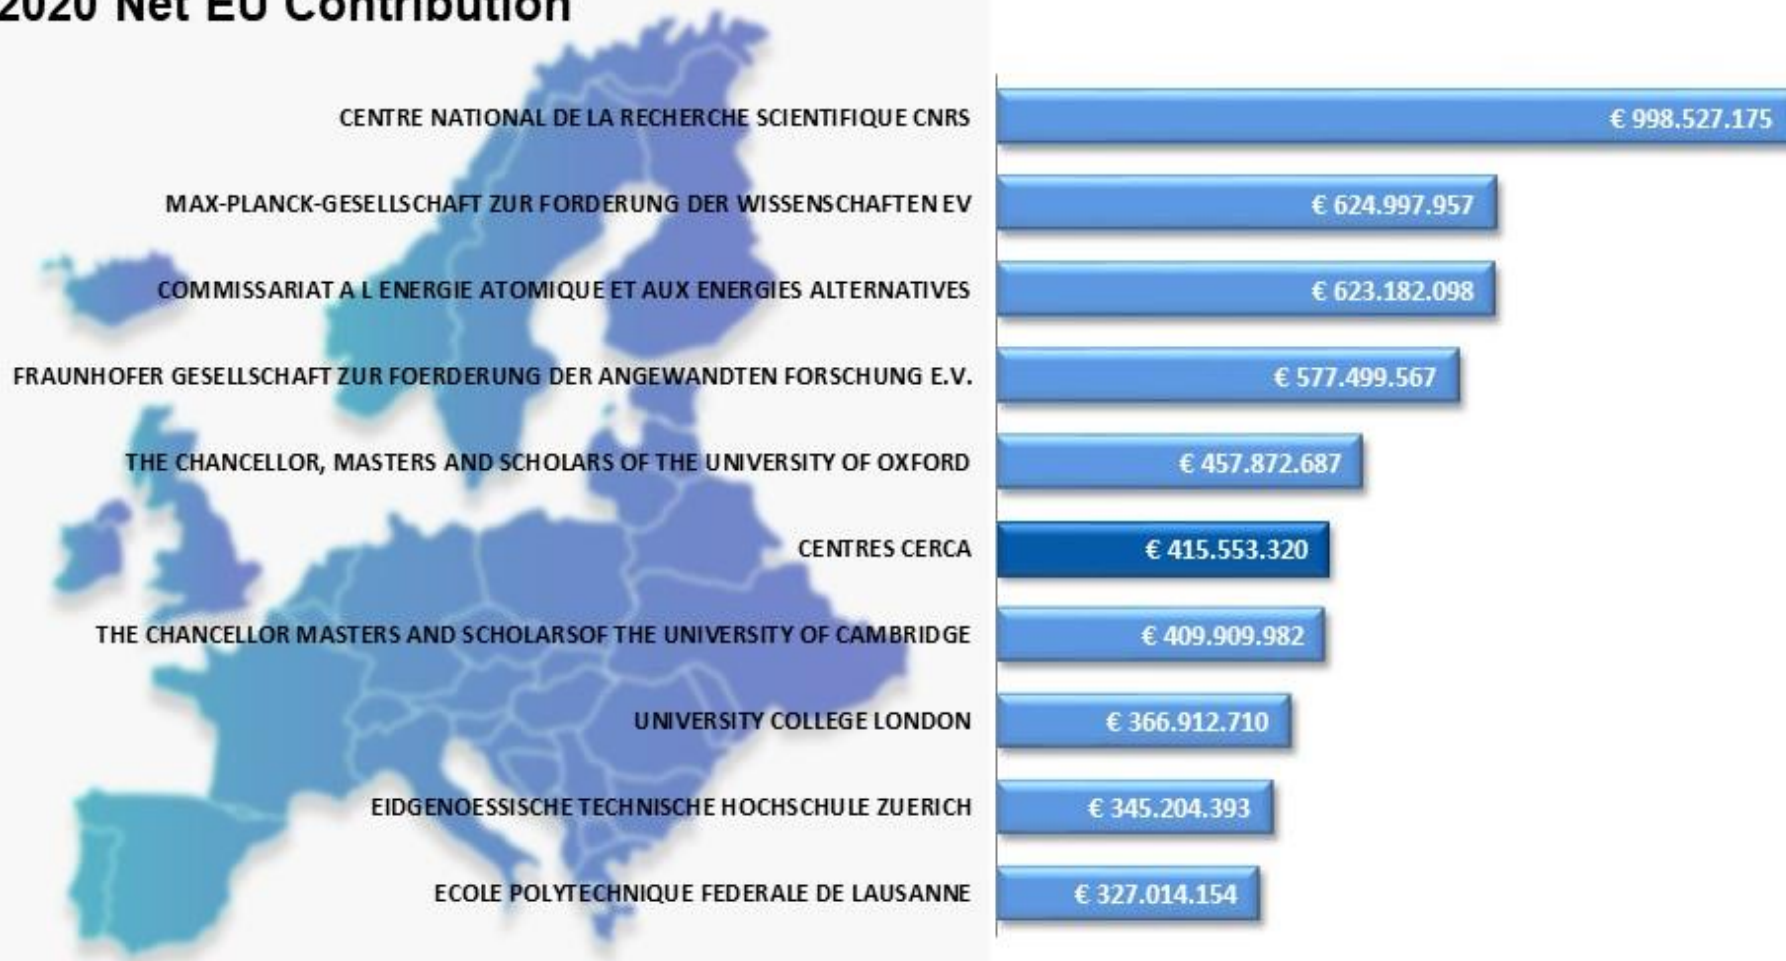 2020 Net EU Contribution
CENTRE NATIONAL DE LA RECHERCHE SCIENTIFIQUE CNRS € 998.527.175
MAX-PLANCK-GESELLSCHAFT ZUR FORDERUNG DER WISSENSCHAFTEN EV € 624.997.957
COMMISSARIAT A L ENERGIE ATOMIQUE ET AUX ENERGIES ALTERNATIVES € 623.182.098
FRAUNHOFER GESELLSCHAFT ZUR FOERDERUNG DER ANGEWANDTEN FORSCHUNG E.V. € 577.499.567
THE CHANCELLOR, MASTERS AND SCHOLARS OF THE UNIVERSITY OF OXFORD € 457.872.687
CENTRES CERCA € 415.553.320
THE CHANCELLOR MASTERS AND SCHOLARSOF THE UNIVERSITY OF CAMBRIDGE € 409.909.982
UNIVERSITY COLLEGE LONDON € 366.912.710
EIDGENOESSISCHE TECHNISCHE HOCHSCHULE ZUERICH € 345.204.393
ECOLE POLYTECHNIQUE FEDERALE DE LAUSANNE € 327.014.154